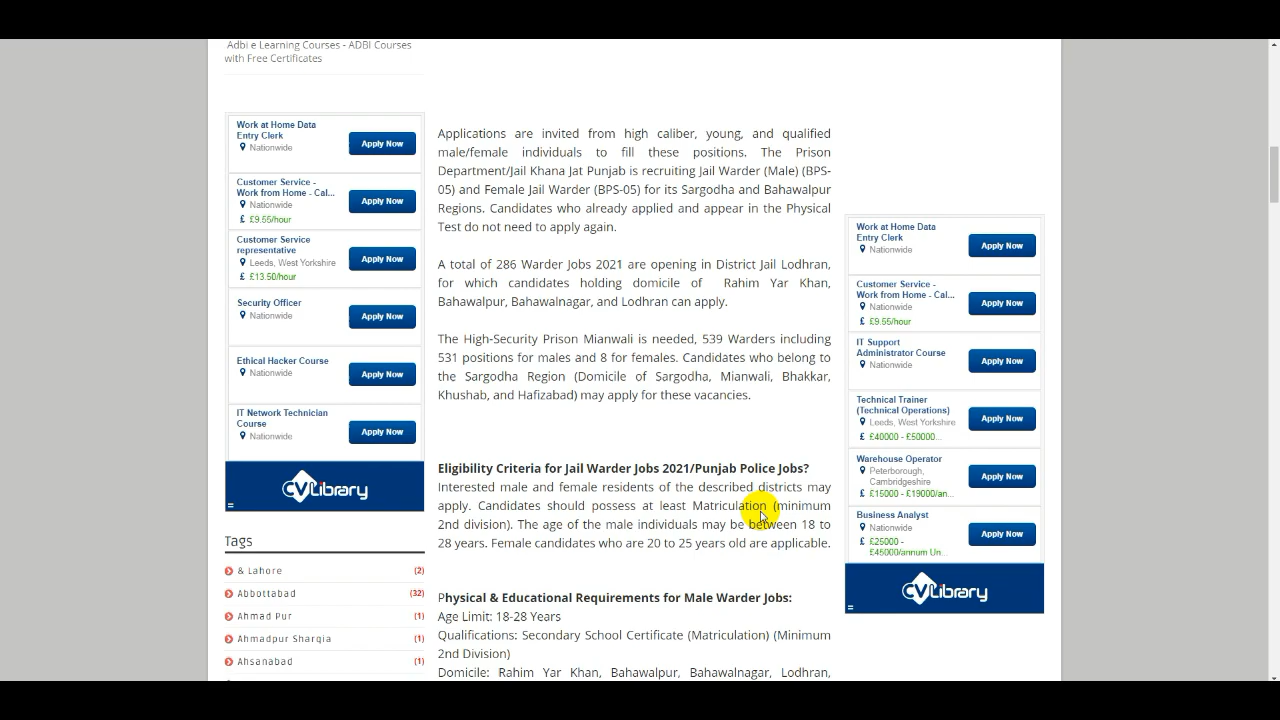 Adbi e Learning Courses - ADBI Courses
with Free Certificates
Work at Home Data
Entry Clerk
Nationwide
Apply Now
Customer Service -
Work from Home - Cal...
Nationwide
£ £9.55/hour
Apply Now
Customer Service
representative
Leeds, West Yorkshire
£ £13.50/hour
Apply Now
Security Officer
Nationwide
Apply Now
Ethical Hacker Course
Nationwide
Apply Now
IT Network Technician
Course
Nationwide
Apply Now
CVLibrary
Tags
& Lahore (2)
Abbottabad (32)
Ahmad Pur (1)
Ahmadpur Sharqia (1)
Ahsanabad (1)
Applications are invited from high caliber, young, and qualified
male/female individuals to fill these positions. The Prison
Department/Jail Khana Jat Punjab is recruiting Jail Warder (Male) (BPS-
05) and Female Jail Warder (BPS-05) for its Sargodha and Bahawalpur
Regions. Candidates who already applied and appear in the Physical
Test do not need to apply again.
A total of 286 Warder Jobs 2021 are opening in District Jail Lodhran,
for which candidates holding domicile of Rahim Yar Khan,
Bahawalpur, Bahawalnagar, and Lodhran can apply.
The High-Security Prison Mianwali is needed, 539 Warders including
531 positions for males and 8 for females. Candidates who belong to
the Sargodha Region (Domicile of Sargodha, Mianwali, Bhakkar,
Khushab, and Hafizabad) may apply for these vacancies.
Eligibility Criteria for Jail Warder Jobs 2021/Punjab Police Jobs?
Interested male and female residents of the described districts may
apply. Candidates should possess at least Matriculation (minimum
2nd division). The age of the male individuals may be between 18 to
28 years. Female candidates who are 20 to 25 years old are applicable.
Physical & Educational Requirements for Male Warder Jobs:
Age Limit: 18-28 Years
Qualifications: Secondary School Certificate (Matriculation) (Minimum
2nd Division)
Domicile: Rahim Yar Khan, Bahawalpur, Bahawalnagar, Lodhran,
Work at Home Data
Entry Clerk
Nationwide
Apply Now
Customer Service -
Work from Home - Cal...
Nationwide
£ £9.55/hour
Apply Now
IT Support
Administrator Course
Nationwide
Apply Now
Technical Trainer
(Technical Operations)
Leeds, West Yorkshire
£ £40000 - £50000...
Apply Now
Warehouse Operator
Peterborough,
Cambridgeshire
£ £15000 - £19000/an...
Apply Now
Business Analyst
Nationwide
£ £25000 -
£45000/annum Un...
Apply Now
CVLibrary